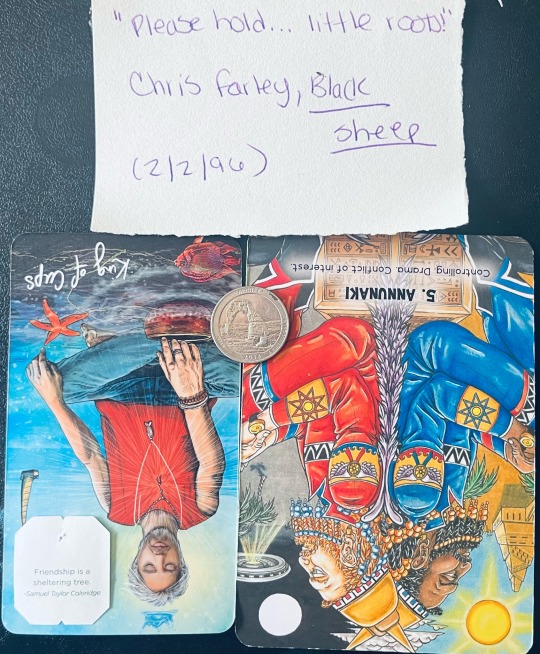 "Please hold... little roots!"
Chris Farley, Black
sheep
(2/2/96)
King of Cups
5. ANNUNAKI
Controlling. Drama. Conflict of interest.
Friendship is a
sheltering tree.
-Samuel Taylor Coleridge